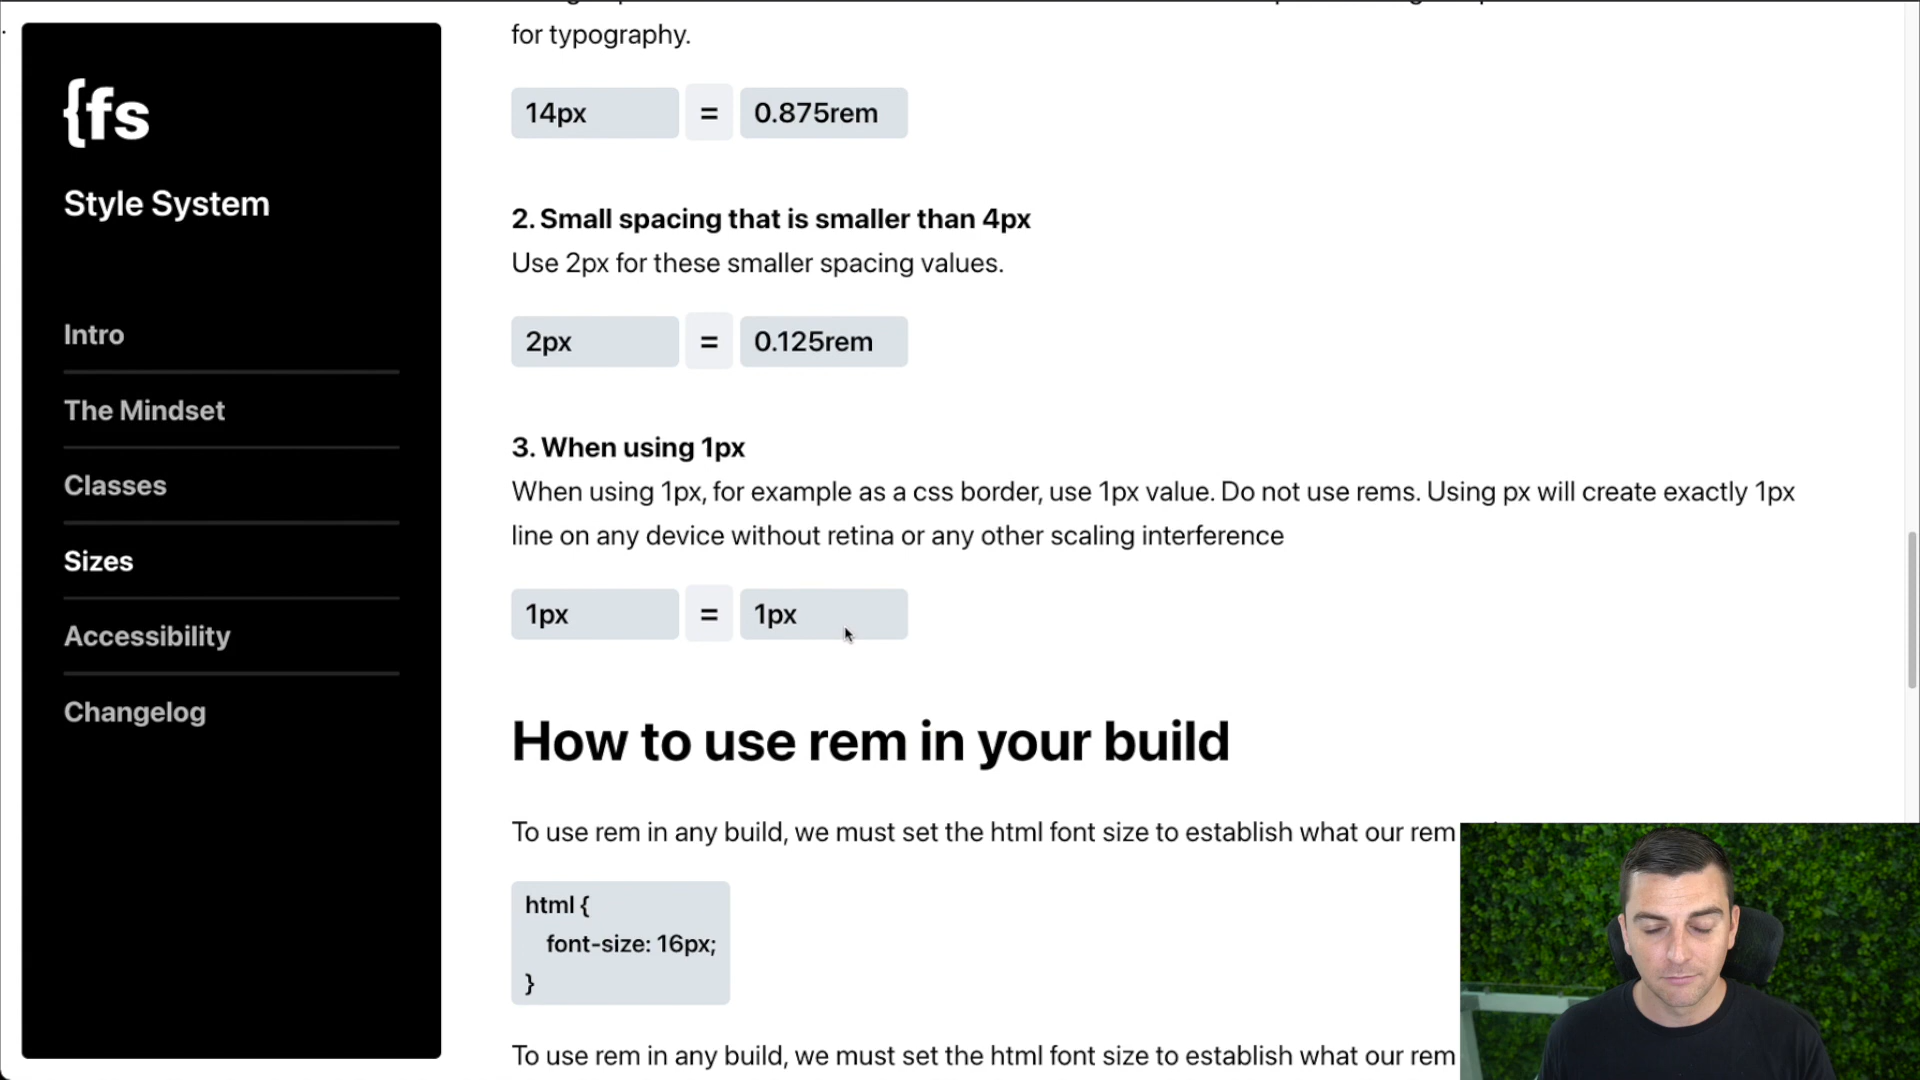 {fs
Style System
Intro
The Mindset
Classes
Sizes
Accessibility
Changelog
for typography.
14px = 0.875rem
2. Small spacing that is smaller than 4px
Use 2px for these smaller spacing values.
2px = 0.125rem
3. When using 1px
When using 1px, for example as a css border, use 1px value. Do not use rems. Using px will create exactly 1px
line on any device without retina or any other scaling interference
1px = 1px
How to use rem in your build
To use rem in any build, we must set the html font size to establish what our rem
html {
font-size: 16px;
}
To use rem in any build, we must set the html font size to establish what our rem